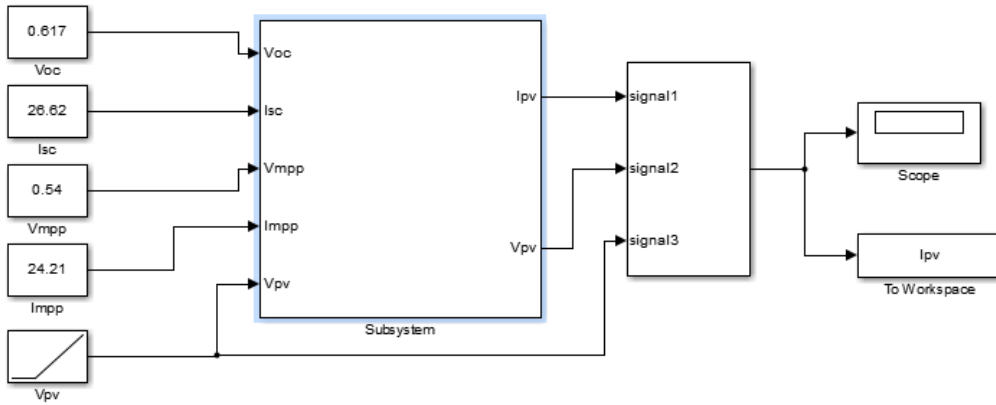 0.617
Voc
26.62
Isc
0.54
Vmpp
24.21
Impp
Vpv
Voc
Isc
Vmpp
Impp
Vpv
Ipv
Vpv
Subsystem
signal1
signal2
signal3
Scope
Ipv
To Workspace